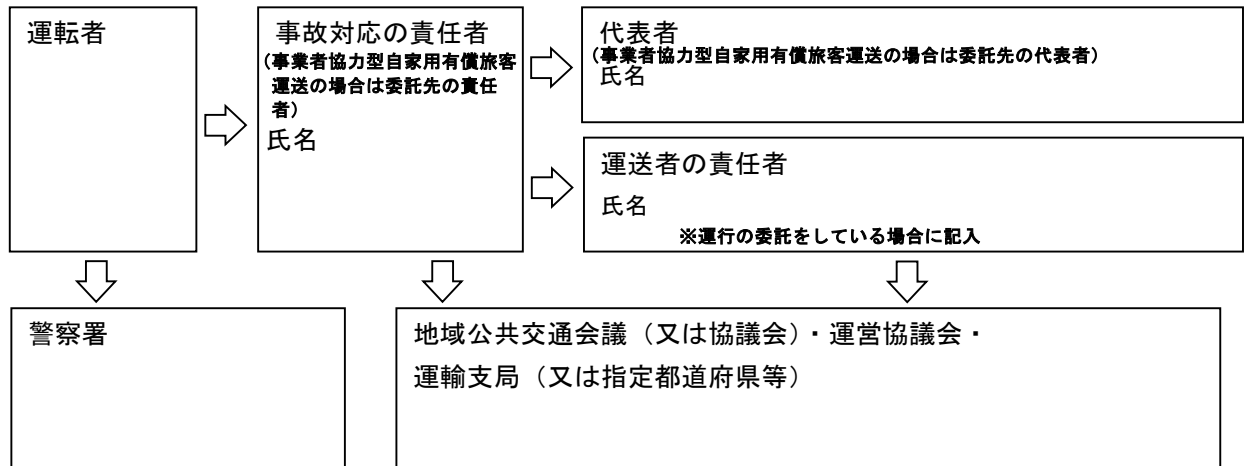 運転者
事故対応の責任者
（事業者協力型自家用有償旅客
運送の場合は委託先の責任
者）
氏名
代表者
（事業者協力型自家用有償旅客運送の場合は委託先の代表者）
氏名
運送者の責任者
氏名
※運行の委託をしている場合に記入
警察署
地域公共交通会議（又は協議会）・運営協議会・
運輸支局（又は指定都道府県等）